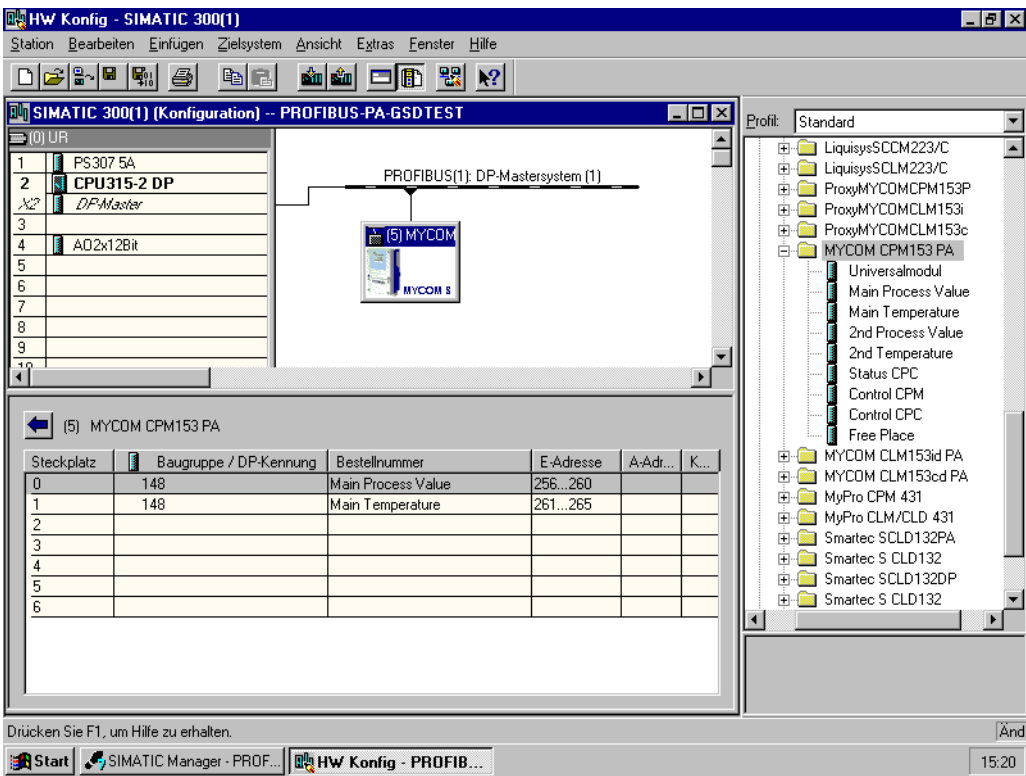 HW Konfig - SIMATIC 300(1)
Station Bearbeiten Einfügen Zielsystem Ansicht Extras Fenster Hilfe
SIMATIC 300(1) (Konfiguration) -- PROFIBUS-PA-GSDTEST
(0) UR
1 PS307 5A
2 CPU315-2 DP
X2 DP-Master
3
4 AO2x12Bit
5
6
7
8
9
10
PROFIBUS(1): DP-Mastersystem (1)
(5) MYCOM
MYCOM S
(5) MYCOM CPM153 PA
Steckplatz Baugruppe / DP-Kennung Bestellnummer E-Adresse A-Adr... K...
0 148 Main Process Value 256...260
1 148 Main Temperature 261...265
2
3
4
5
6
Profil: Standard
LiquisysSCCM223/C
LiquisysSCLM223/C
ProxyMYCOMCPM153P
ProxyMYCOMCLM153i
ProxyMYCOMCLM153c
MYCOM CPM153 PA
Universalmodul
Main Process Value
Main Temperature
2nd Process Value
2nd Temperature
Status CPC
Control CPM
Control CPC
Free Place
MYCOM CLM153id PA
MYCOM CLM153cd PA
MyPro CPM 431
MyPro CLM/CLD 431
Smartec SCLD132PA
Smartec S CLD132
Smartec SCLD132DP
Smartec S CLD132
Drücken Sie F1, um Hilfe zu erhalten.
Änd
Start SIMATIC Manager - PROF... HW Konfig - PROFIB... 15:20